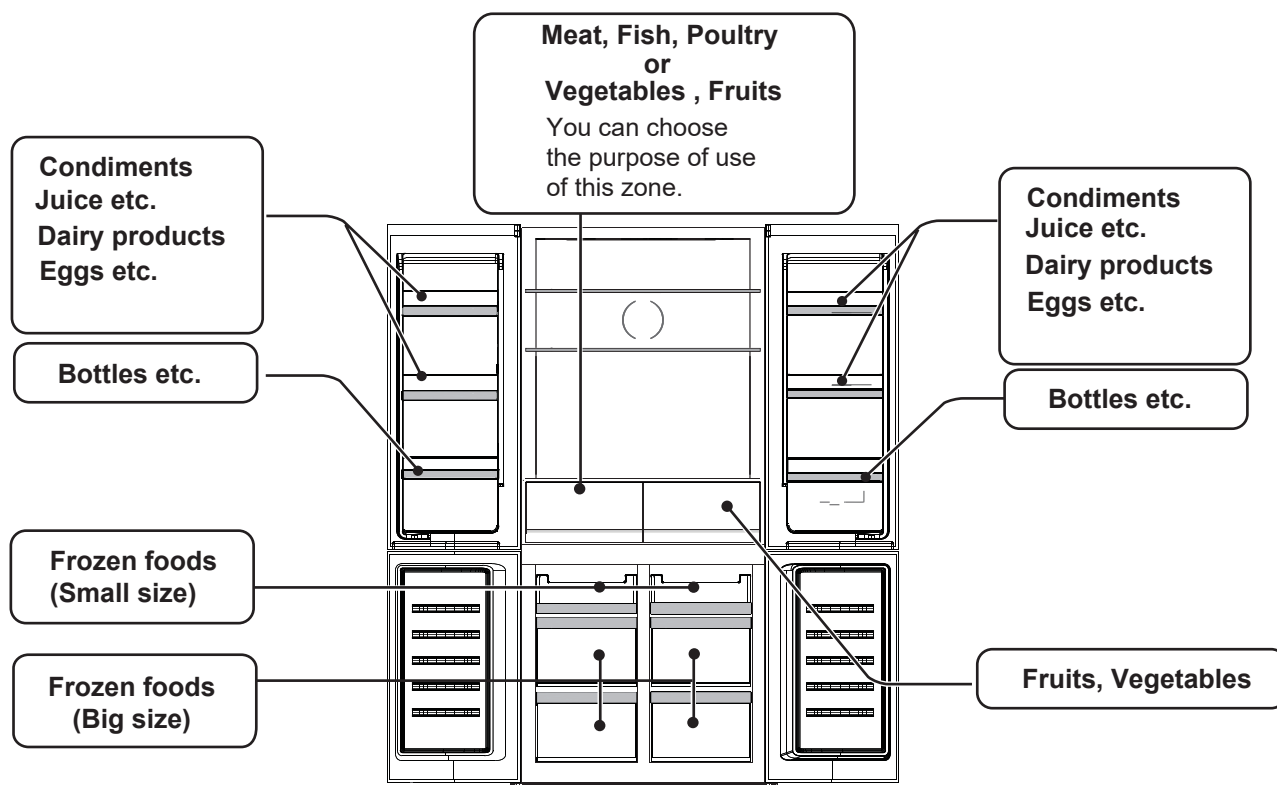 Meat, Fish, Poultry
or
Vegetables , Fruits
You can choose
the purpose of use
of this zone.
Condiments
Juice etc.
Dairy products
Eggs etc.
Bottles etc.
Condiments
Juice etc.
Dairy products
Eggs etc.
Bottles etc.
Frozen foods
(Small size)
Frozen foods
(Big size)
Fruits, Vegetables